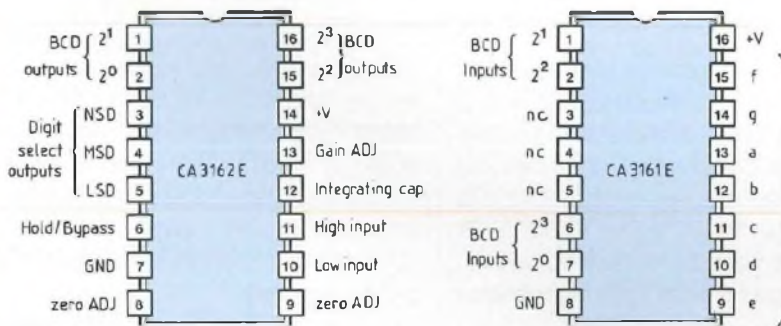 BCD outputs
2¹ 1
2⁰ 2
Digit select outputs
NSD 3
MSD 4
LSD 5
Hold/Bypass 6
GND 7
zero ADJ 8
CA3162E
16 2³ BCD
15 2² outputs
14 +V
13 Gain ADJ
12 Integrating cap
11 High input
10 Low input
9 zero ADJ
BCD Inputs
2¹ 1
2² 2
nc 3
nc 4
nc 5
BCD Inputs
2³ 6
2⁰ 7
GND 8
CA3161E
16 +V
15 f
14 g
13 a
12 b
11 c
10 d
9 e